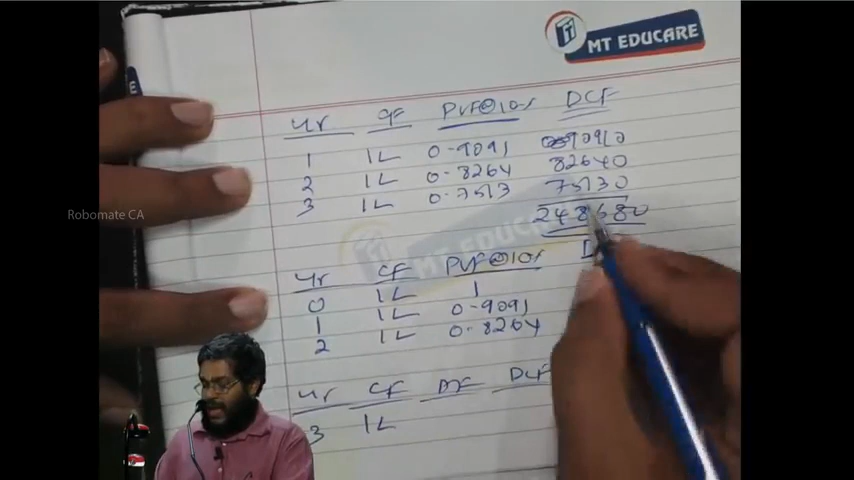 MT EDUCARE
Yr CF PVF@10% DCF
1 1L 0.9091 90910
2 1L 0.8264 82640
3 1L 0.7513 75130
248680
Yr CF PVF@10% D
0 1L 1
1 1L 0.9091
2 1L 0.8264
Yr CF DF DCF
3 1L
Robomate CA